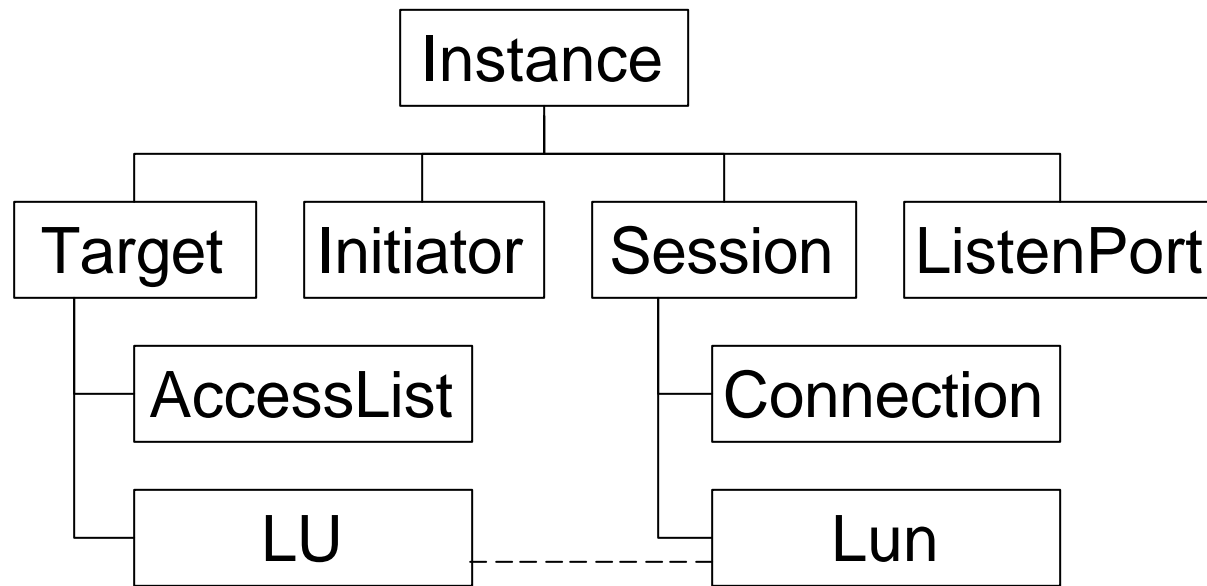 Instance
Target Initiator Session ListenPort
AccessList Connection
LU Lun